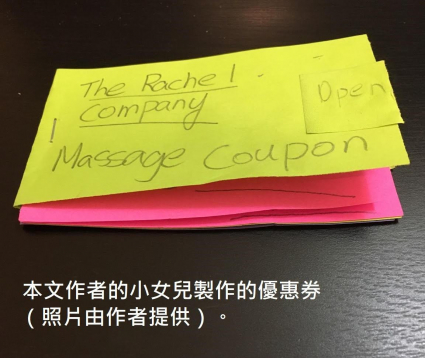 The Rachel
Company
Open
Massage Coupon
本文作者的小女兒製作的優惠券
(照片由作者提供)。